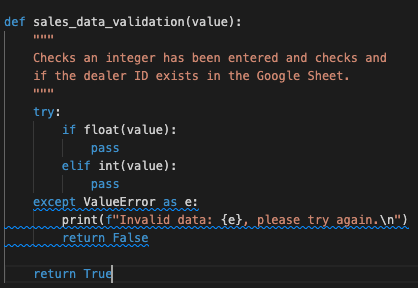 def sales_data_validation(value):
    """
    Checks an integer has been entered and checks and
    if the dealer ID exists in the Google Sheet.
    """
    try:
        if float(value):
            pass
        elif int(value):
            pass
    except ValueError as e:
        print(f"Invalid data: {e}, please try again.\n")
        return False

    return True